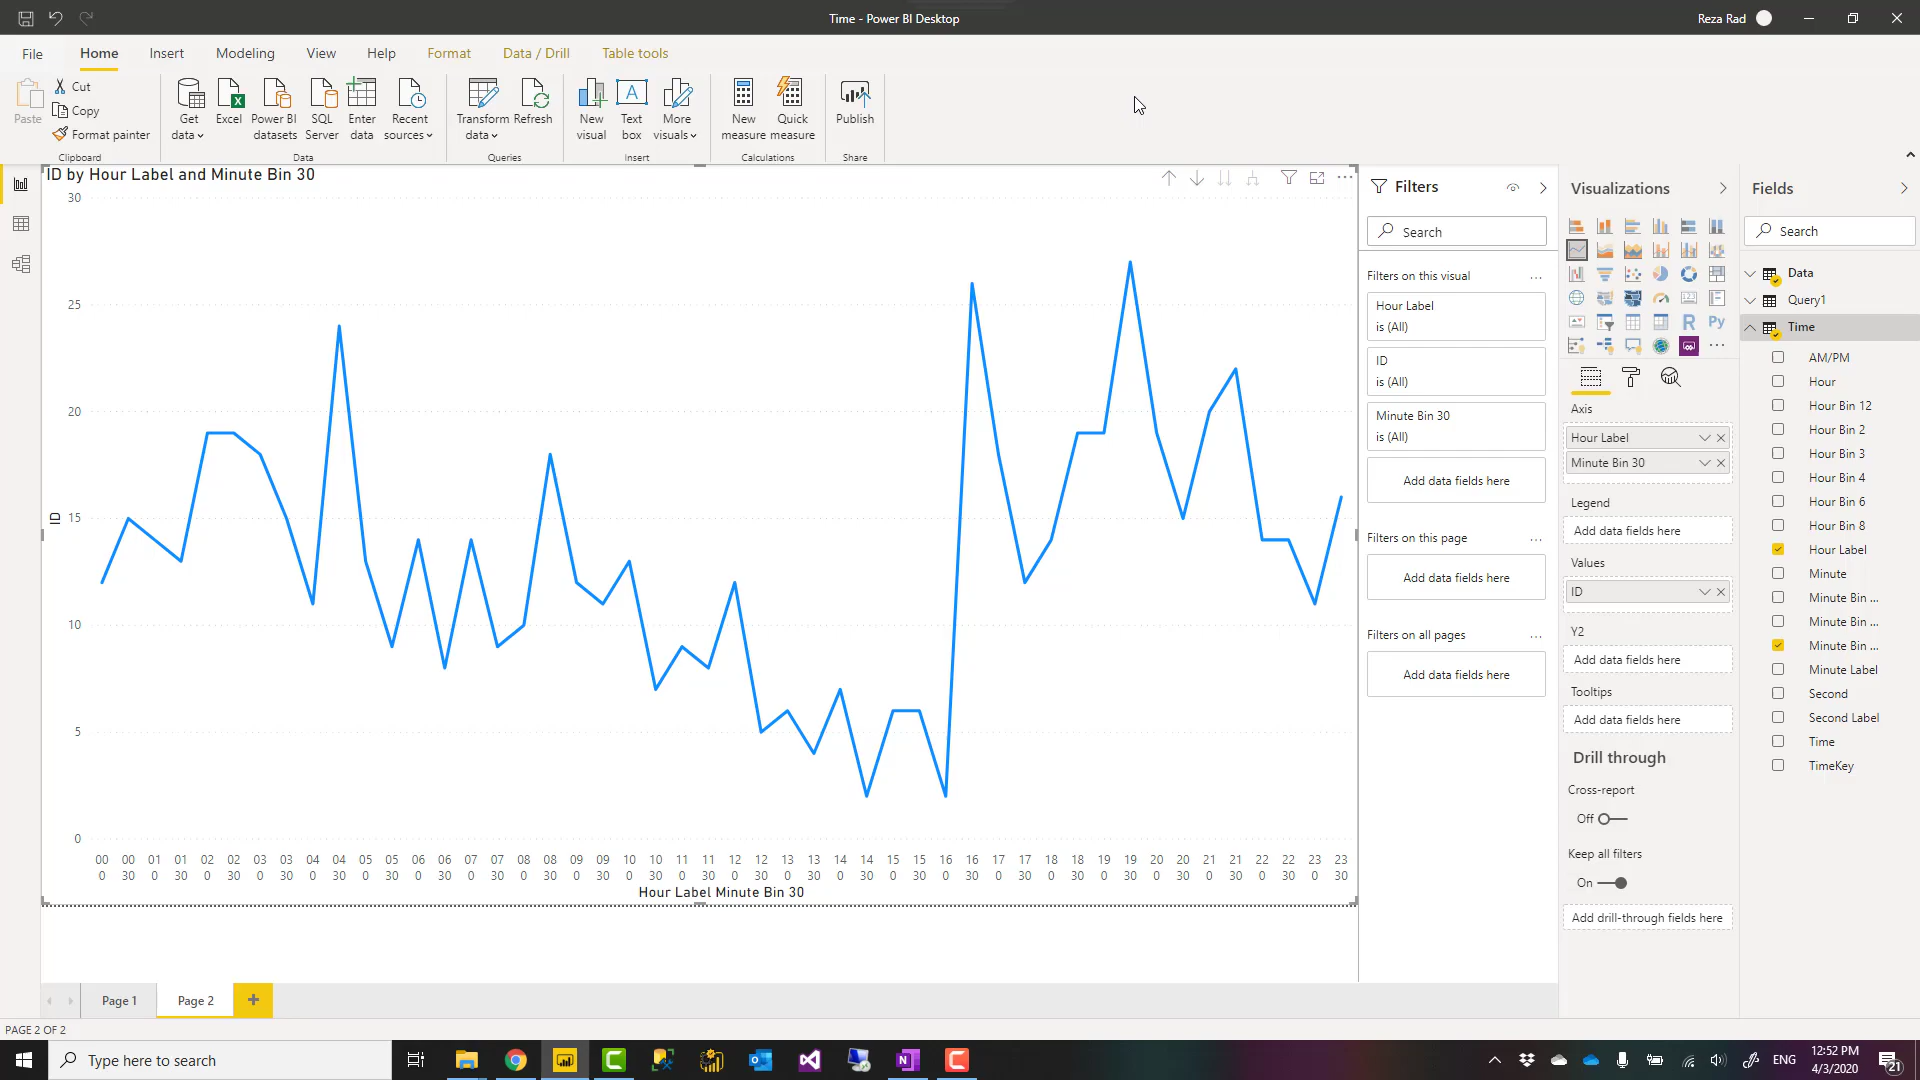 Time - Power BI Desktop
Reza Rad
File
Home
Insert
Modeling
View
Help
Format
Data / Drill
Table tools
Paste
Cut
Copy
Format painter
Clipboard
Get
data
Excel
Power BI
datasets
SQL
Server
Enter
data
Recent
sources
Data
Transform
data
Refresh
Queries
New
visual
Text
box
More
visuals
Insert
New
measure
Quick
measure
Calculations
Publish
Share
ID by Hour Label and Minute Bin 30
30
25
20
15
10
5
0
ID
00 00 01 01 02 02 03 03 04 04 05 05 06 06 07 07 08 08 09 09 10 10 11 11 12 12 13 13 14 14 15 15 16 16 17 17 18 18 19 19 20 20 21 21 22 22 23 23
0 30 0 30 0 30 0 30 0 30 0 30 0 30 0 30 0 30 0 30 0 30 0 30 0 30 0 30 0 30 0 30 0 30 0 30 0 30 0 30 0 30 0 30 0 30 0 30
Hour Label Minute Bin 30
Filters
Search
Filters on this visual
Hour Label
is (All)
ID
is (All)
Minute Bin 30
is (All)
Add data fields here
Filters on this page
Add data fields here
Filters on all pages
Add data fields here
Visualizations
R
Py
123
Axis
Hour Label
Minute Bin 30
Legend
Add data fields here
Values
ID
Y2
Add data fields here
Tooltips
Add data fields here
Drill through
Cross-report
Off
Keep all filters
On
Add drill-through fields here
Fields
Search
Data
Query1
Time
AM/PM
Hour
Hour Bin 12
Hour Bin 2
Hour Bin 3
Hour Bin 4
Hour Bin 6
Hour Bin 8
Hour Label
Minute
Minute Bin ...
Minute Bin ...
Minute Bin ...
Minute Label
Second
Second Label
Time
TimeKey
Page 1
Page 2
PAGE 2 OF 2
Type here to search
ENG
12:52 PM
4/3/2020
21